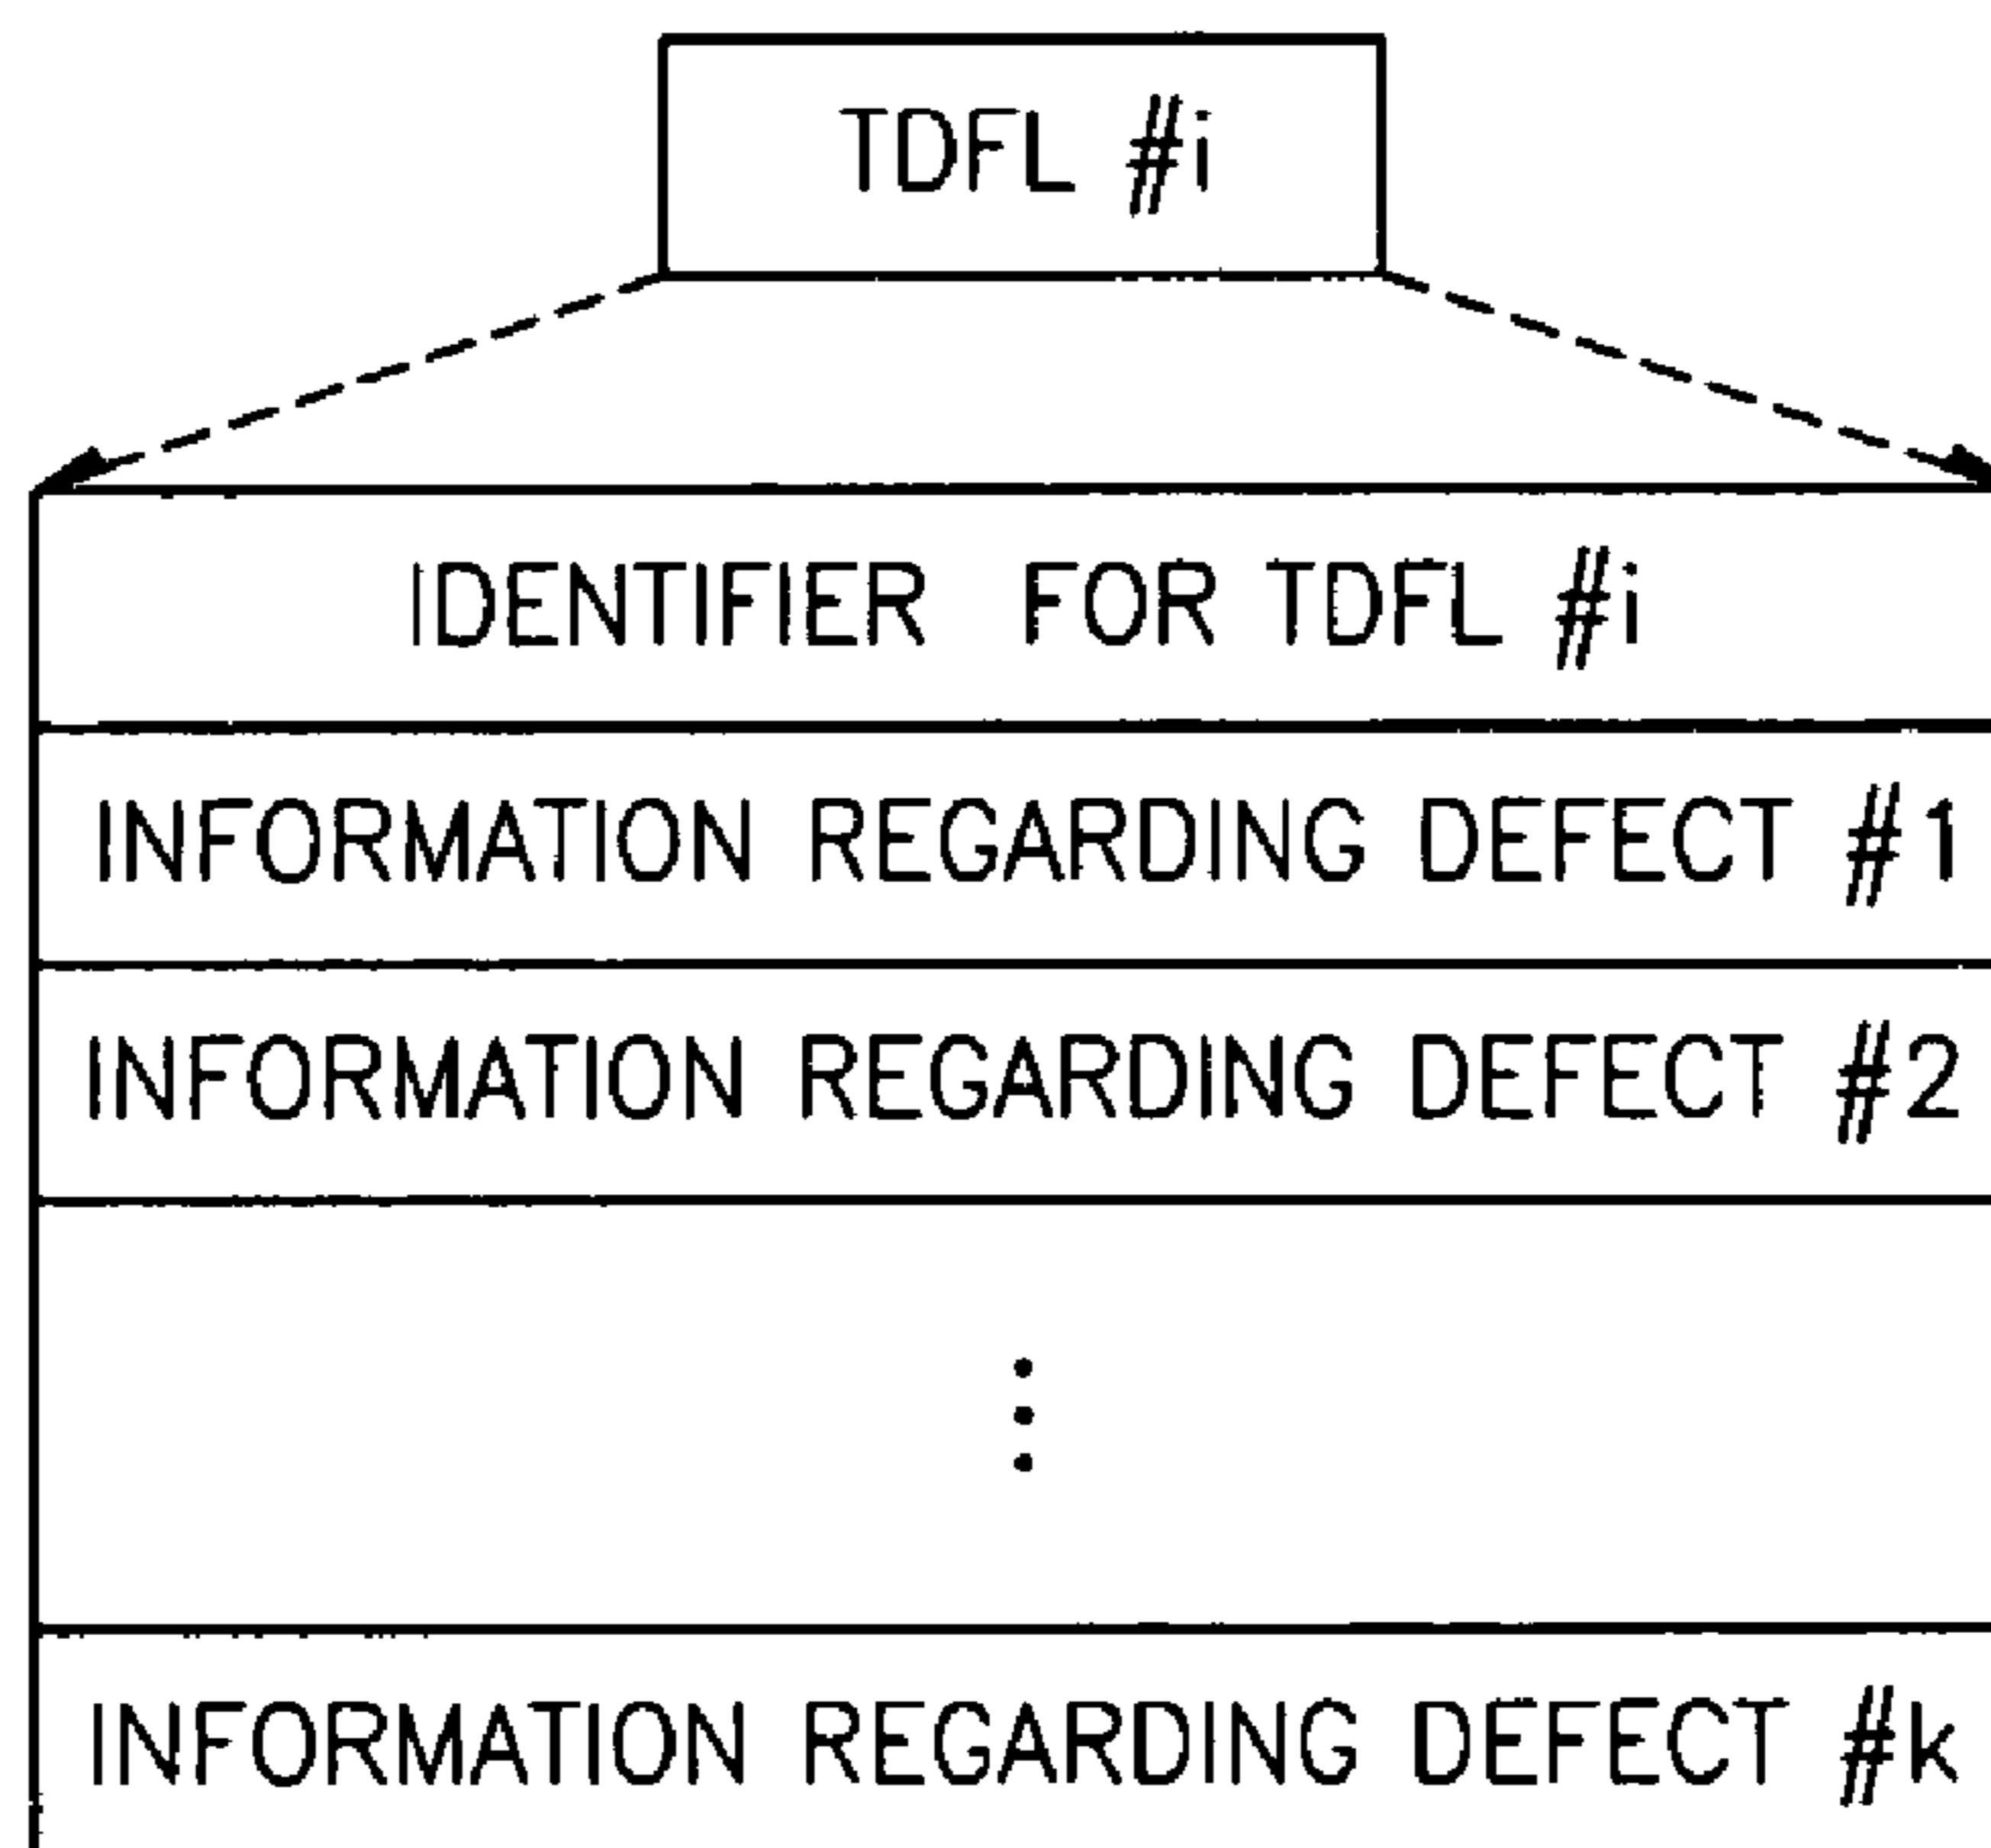 TDFL #i
IDENTIFIER FOR TDFL #i
INFORMATION REGARDING DEFECT #1
INFORMATION REGARDING DEFECT #2
INFORMATION REGARDING DEFECT #k